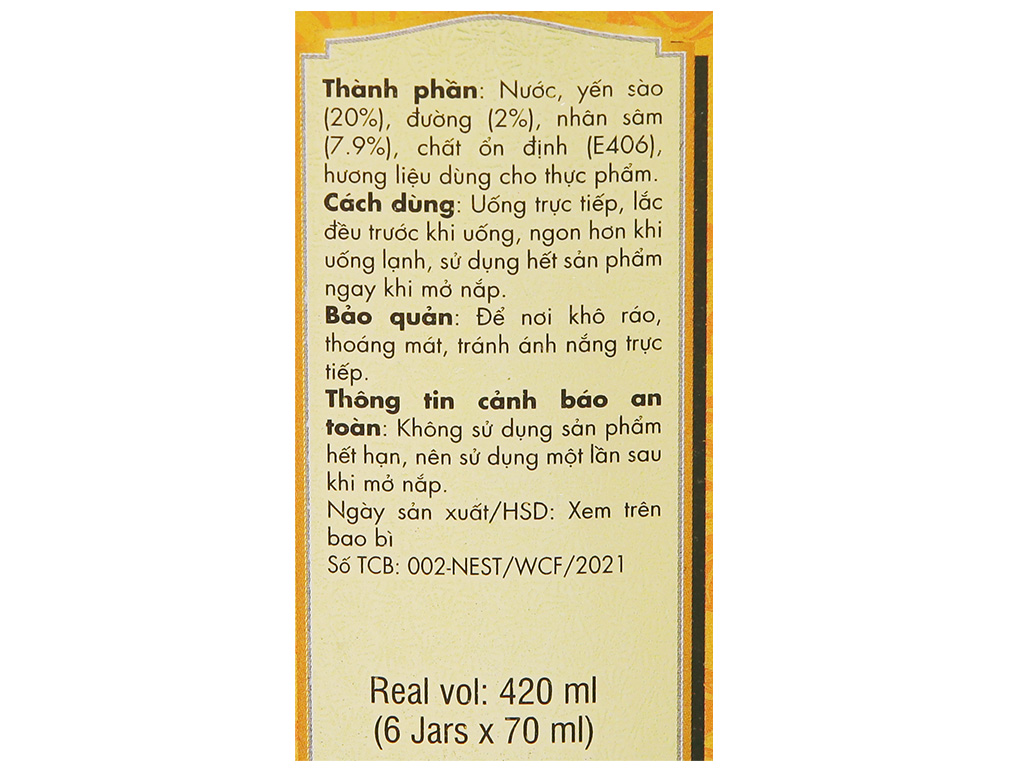 Thành phần: Nước, yến sào
(20%), đường (2%), nhân sâm
(7.9%), chất ổn định (E406),
hương liệu dùng cho thực phẩm.
Cách dùng: Uống trực tiếp, lắc
đều trước khi uống, ngon hơn khi
uống lạnh, sử dụng hết sản phẩm
ngay khi mở nắp.
Bảo quản: Để nơi khô ráo,
thoáng mát, tránh ánh nắng trực
tiếp.
Thông tin cảnh báo an
toàn: Không sử dụng sản phẩm
hết hạn, nên sử dụng một lần sau
khi mở nắp.
Ngày sản xuất/HSD: Xem trên
bao bì
Số TCB: 002-NEST/WCF/2021
Real vol: 420 ml
(6 Jars x 70 ml)